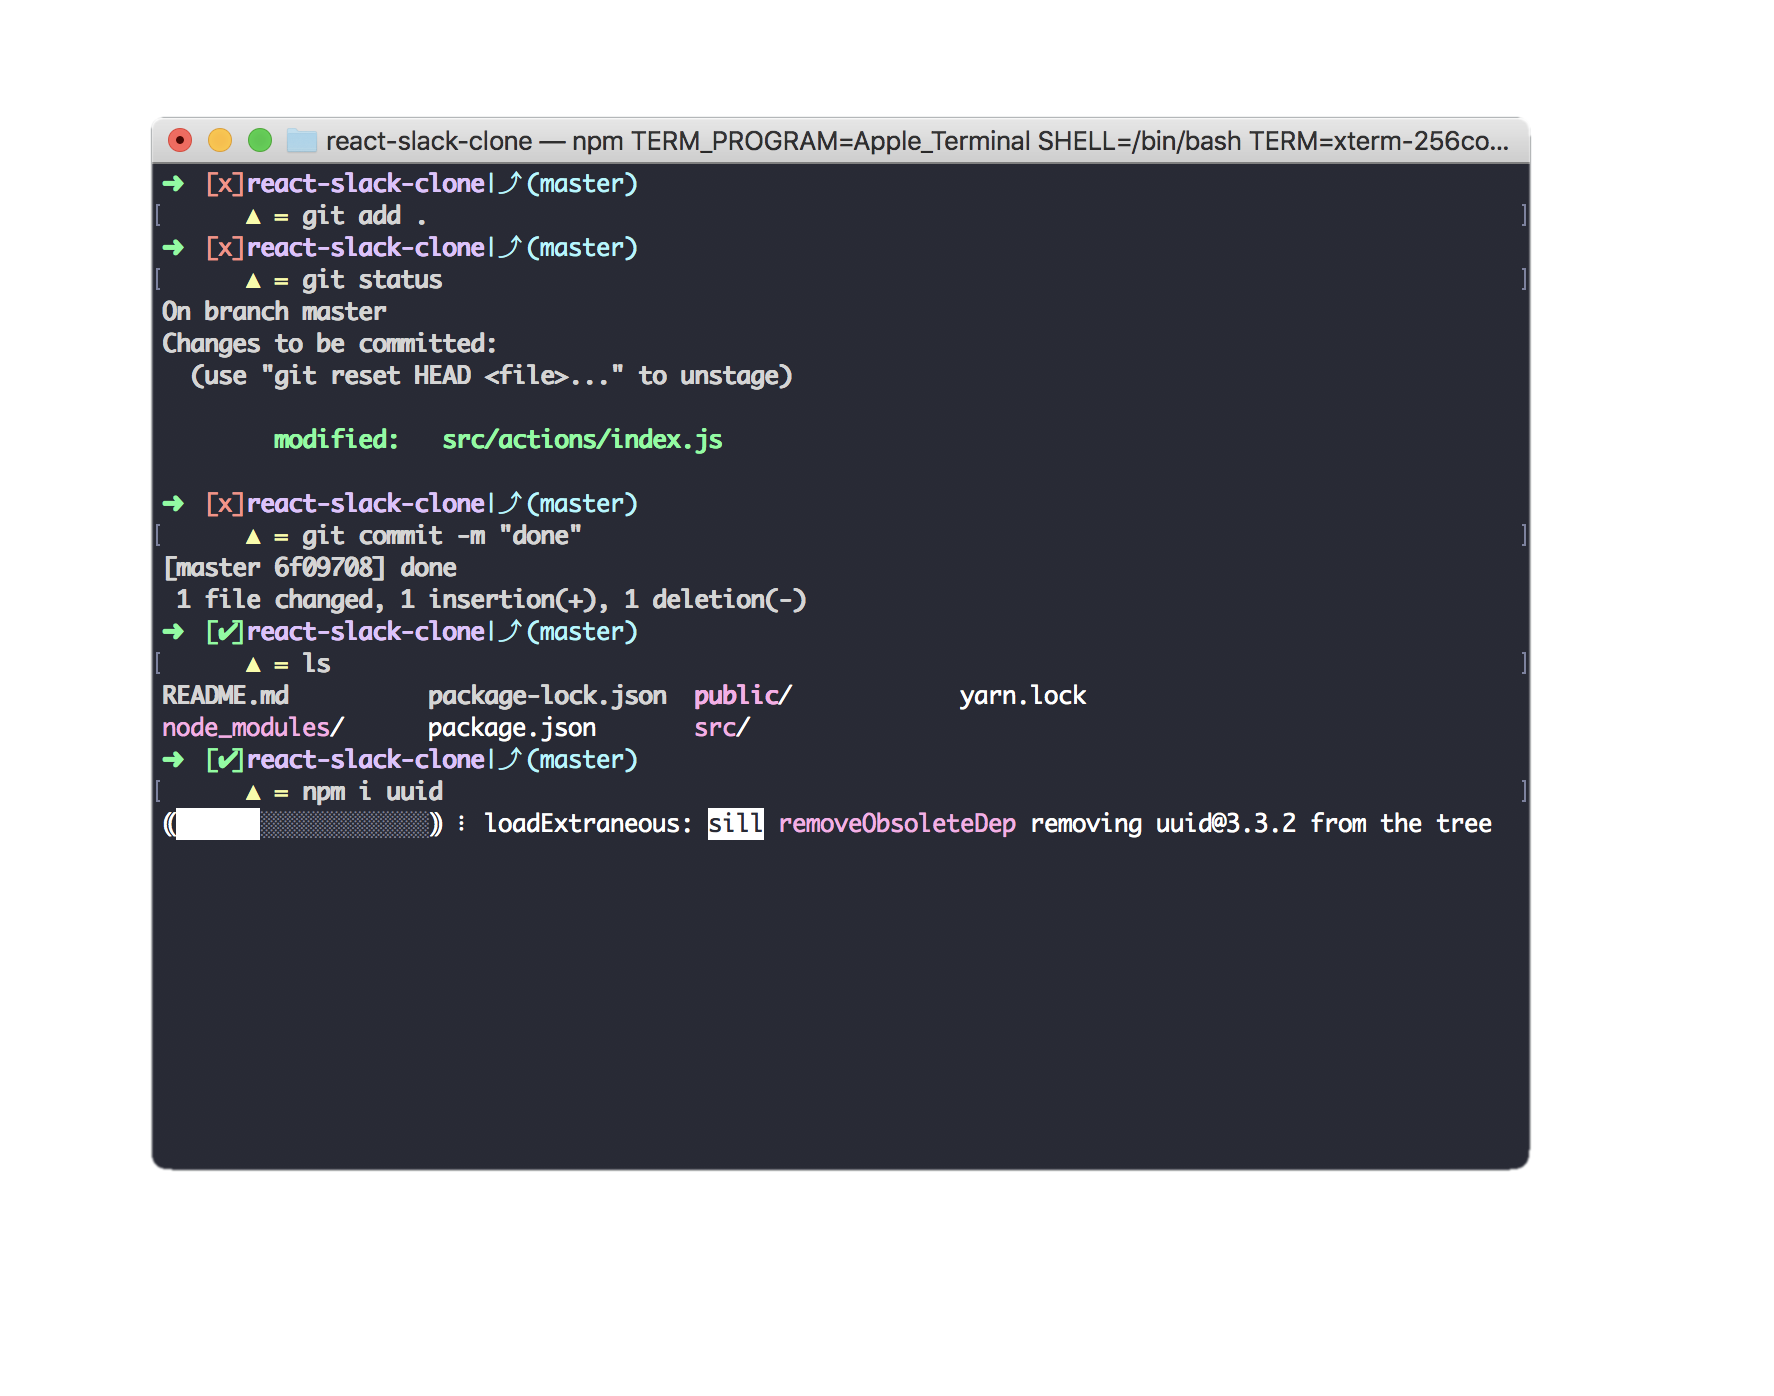 react-slack-clone — npm TERM_PROGRAM=Apple_Terminal SHELL=/bin/bash TERM=xterm-256co...
➜ [x]react-slack-clone|⤴(master)
[ ▲ = git add . ]
➜ [x]react-slack-clone|⤴(master)
[ ▲ = git status ]
On branch master
Changes to be committed:
(use "git reset HEAD <file>..." to unstage)
modified: src/actions/index.js
➜ [x]react-slack-clone|⤴(master)
[ ▲ = git commit -m "done" ]
[master 6f09708] done
1 file changed, 1 insertion(+), 1 deletion(-)
➜ [✔]react-slack-clone|⤴(master)
[ ▲ = ls ]
README.md package-lock.json public/ yarn.lock
node_modules/ package.json src/
➜ [✔]react-slack-clone|⤴(master)
[ ▲ = npm i uuid ]
⸨      ░░░░░░░░░░░░⸩ ⠇ loadExtraneous: sill removeObsoleteDep removing uuid@3.3.2 from the tree